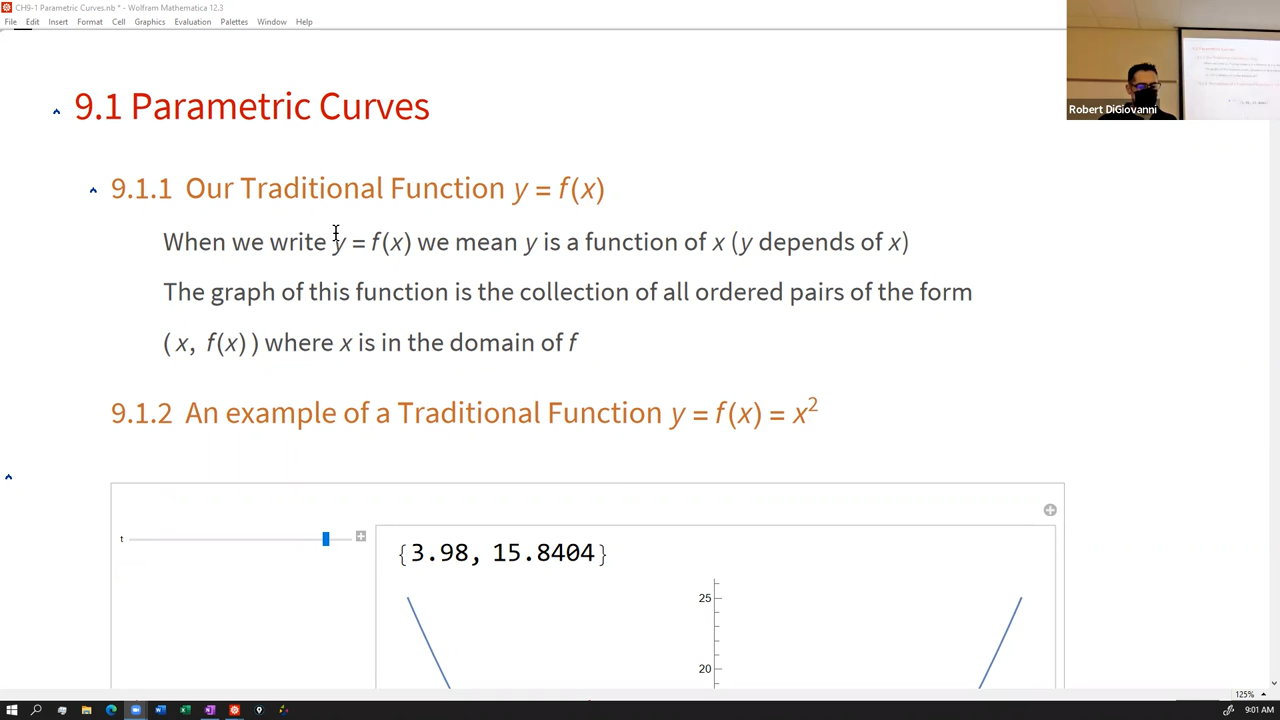 CH9-1 Parametric Curves.nb * - Wolfram Mathematica 12.3
File Edit Insert Format Cell Graphics Evaluation Palettes Window Help
9.1 Parametric Curves
9.1.1 Our Traditional Function y = f(x)
When we write y = f(x) we mean y is a function of x (y depends of x)
The graph of this function is the collection of all ordered pairs of the form
( x, f(x) ) where x is in the domain of f
9.1.2 An example of a Traditional Function y = f(x) = x²
t
{3.98, 15.8404}
25
20
Robert DiGiovanni
125%
9:01 AM